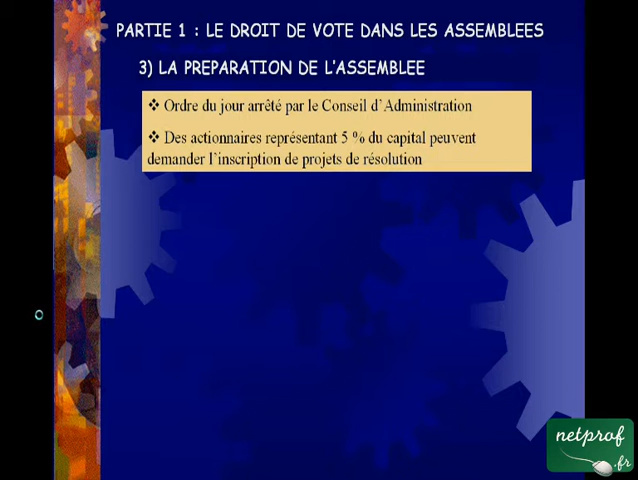 PARTIE 1 : LE DROIT DE VOTE DANS LES ASSEMBLEES
3) LA PREPARATION DE L'ASSEMBLEE
❖ Ordre du jour arrêté par le Conseil d'Administration
❖ Des actionnaires représentant 5 % du capital peuvent
demander l'inscription de projets de résolution
netprof
.fr